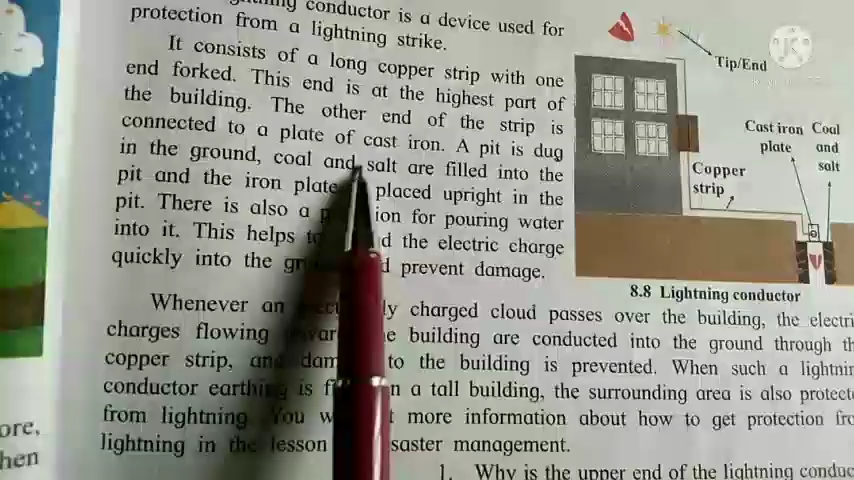 conductor is a device used for
protection from a lightning strike.
It consists of a long copper strip with one
end forked. This end is at the highest part of
the building. The other end of the strip is
connected to a plate of cast iron. A pit is dug
in the ground, coal and salt are filled into the
pit and the iron plate placed upright in the
pit. There is also a ion for pouring water
into it. This helps to d the electric charge
quickly into the gr d prevent damage.
Whenever an ly charged cloud passes over the building, the electri
charges flowing building are conducted into the ground through th
copper strip, and dam to the building is prevented. When such a lightnin
conductor earthing is fi n a tall building, the surrounding area is also protecte
from lightning. You w more information about how to get protection fro
lightning in the lesson saster management.
1. Why is the upper end of the lightning conduc
Tip/End
Cast iron plate
Coal and salt
Copper strip
8.8 Lightning conductor
ore,
hen